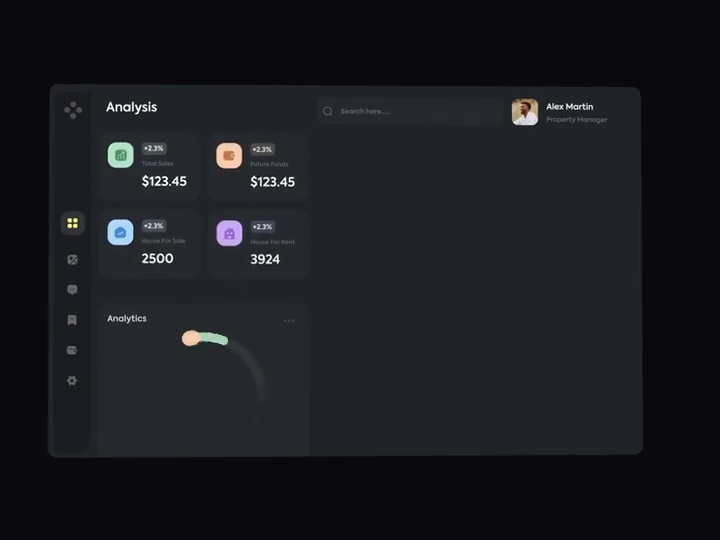 Analysis
Search here.....
Alex Martin
Property Manager
+2.3%
Total Sales
$123.45
+2.3%
Future Funds
$123.45
+2.3%
House For Sale
2500
+2.3%
House For Rent
3924
Analytics